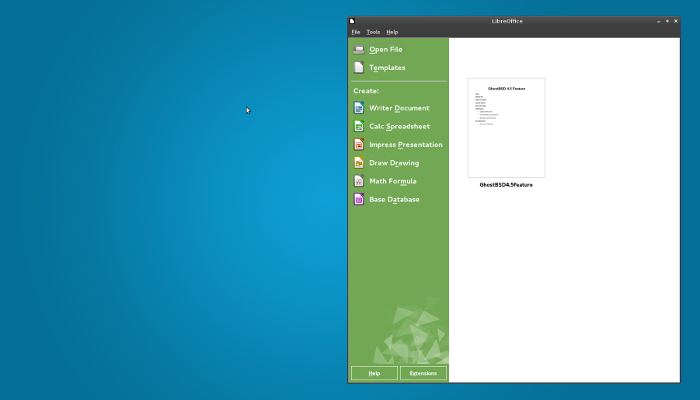 LibreOffice
File Tools Help
Open File
Templates
Create:
Writer Document
Calc Spreadsheet
Impress Presentation
Draw Drawing
Math Formula
Base Database
GhostBSD 4.5 Feature
GhostBSD4.5feature
Help
Extensions